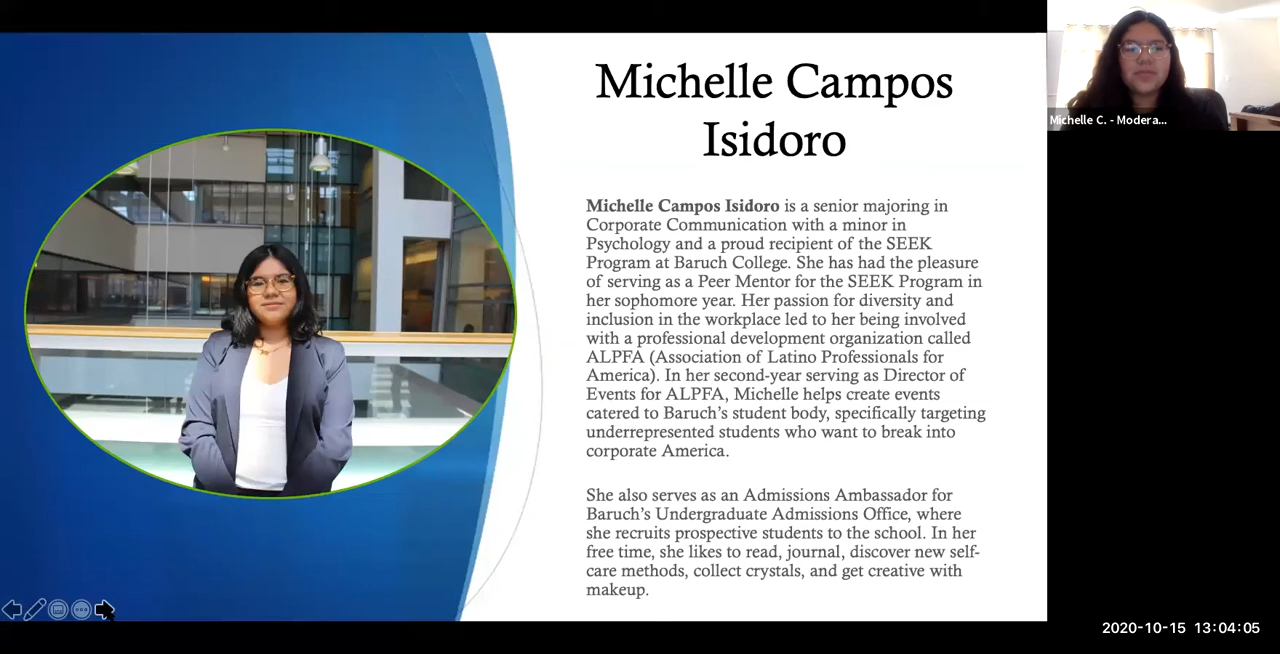 Michelle Campos
Isidoro
Michelle Campos Isidoro is a senior majoring in
Corporate Communication with a minor in
Psychology and a proud recipient of the SEEK
Program at Baruch College. She has had the pleasure
of serving as a Peer Mentor for the SEEK Program in
her sophomore year. Her passion for diversity and
inclusion in the workplace led to her being involved
with a professional development organization called
ALPFA (Association of Latino Professionals for
America). In her second-year serving as Director of
Events for ALPFA, Michelle helps create events
catered to Baruch’s student body, specifically targeting
underrepresented students who want to break into
corporate America.
She also serves as an Admissions Ambassador for
Baruch’s Undergraduate Admissions Office, where
she recruits prospective students to the school. In her
free time, she likes to read, journal, discover new self-
care methods, collect crystals, and get creative with
makeup.
Michelle C. - Modera...
2020-10-15 13:04:05